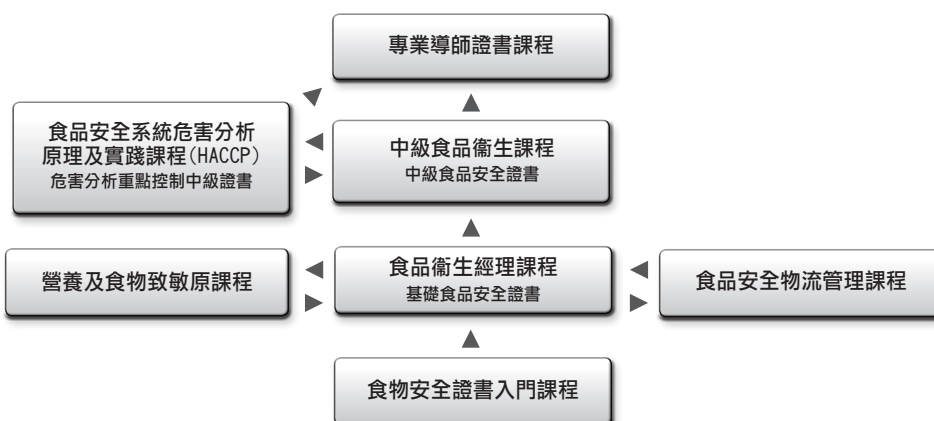 專業導師證書課程
食品安全系統危害分析
原理及實踐課程(HACCP)
危害分析重點控制中級證書
中級食品衞生課程
中級食品安全證書
營養及食物致敏原課程
食品衞生經理課程
基礎食品安全證書
食品安全物流管理課程
食物安全證書入門課程